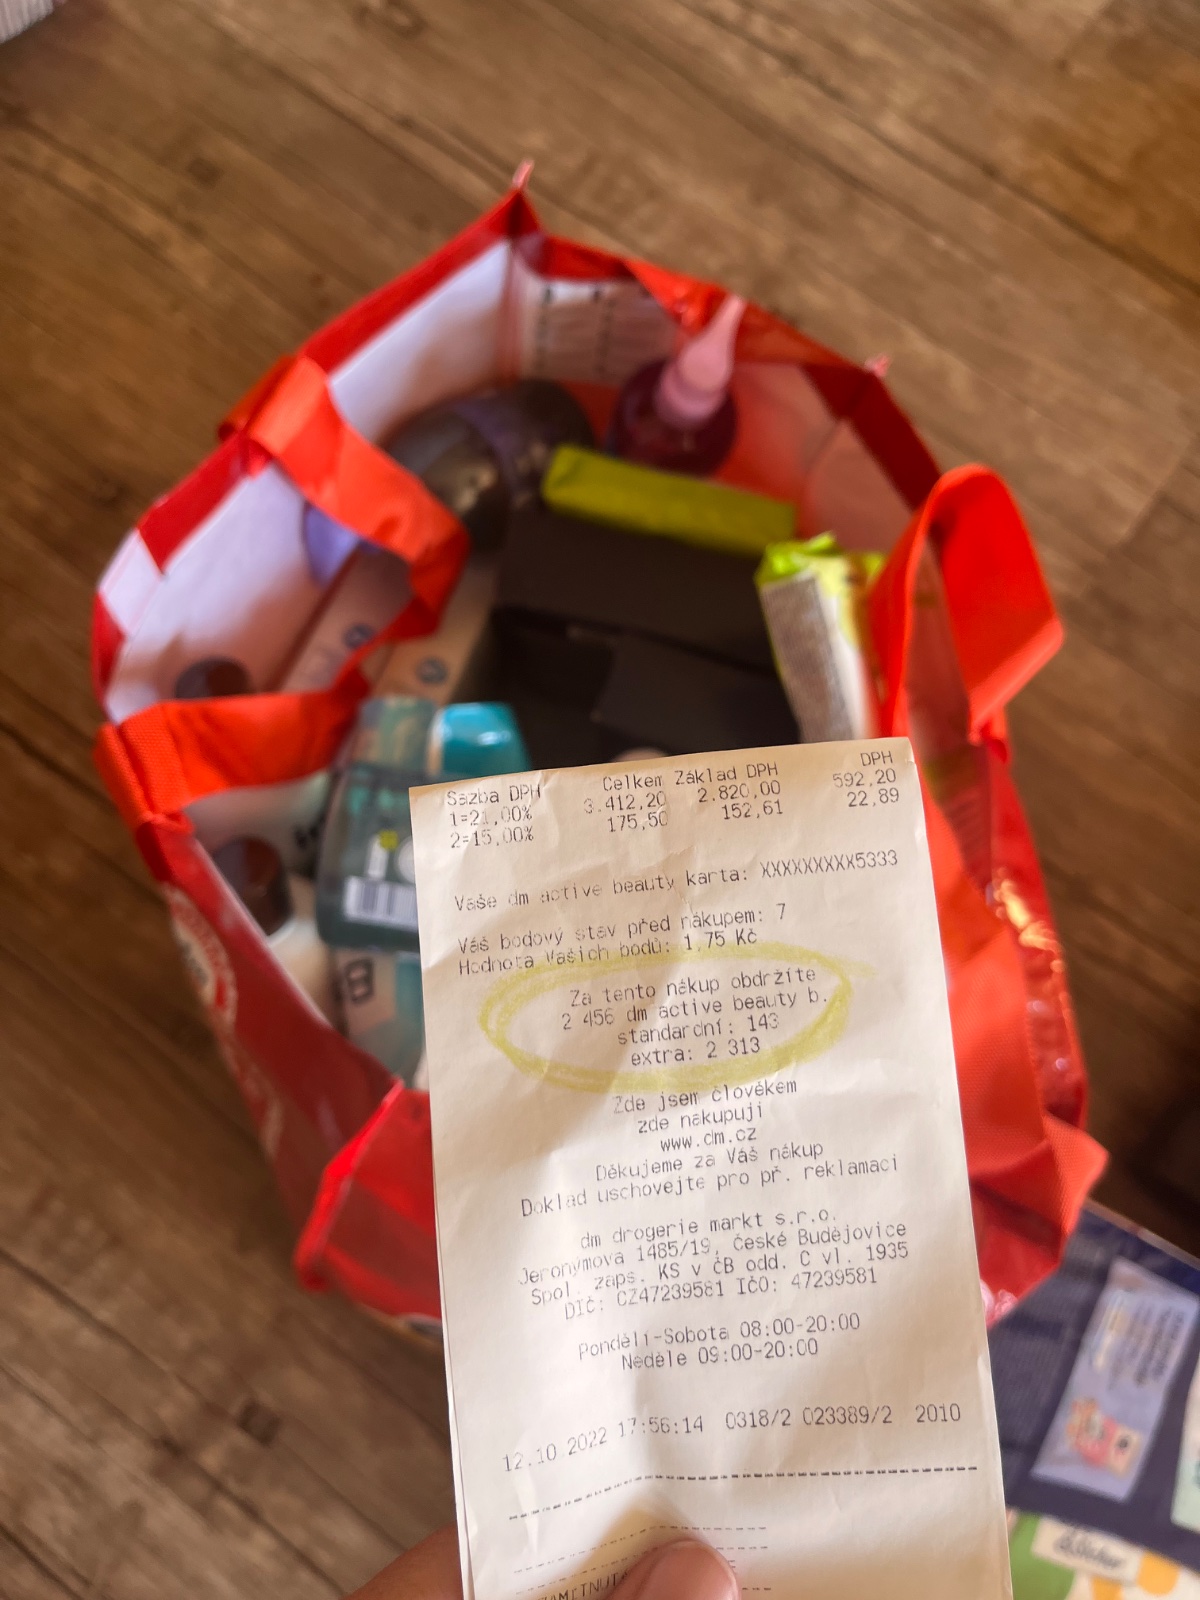 Sazba DPH Celkem Základ DPH DPH
1=21,00% 3.412,20 2.820,00 592,20
2=15,00% 175,50 152,61 22,89
Vaše dm active beauty karta: XXXXXXXXX5333
Váš bodový stav před nákupem: 7
Hodnota Vašich bodů: 1,75 Kč
Za tento nákup obdržíte
2 456 dm active beauty b.
standardní: 143
extra: 2 313
Zde jsem člověkem
zde nakupuji
www.dm.cz
Děkujeme za Váš nákup
Doklad uschovejte pro př. reklamaci
dm drogerie markt s.r.o.
Jeronýmova 1485/19, České Budějovice
Spol. zaps. KS v ČB odd. C vl. 1935
DIČ: CZ47239581 IČO: 47239581
Pondělí-Sobota 08:00-20:00
Neděle 09:00-20:00
12.10.2022 17:56:14 0318/2 023389/2 2010